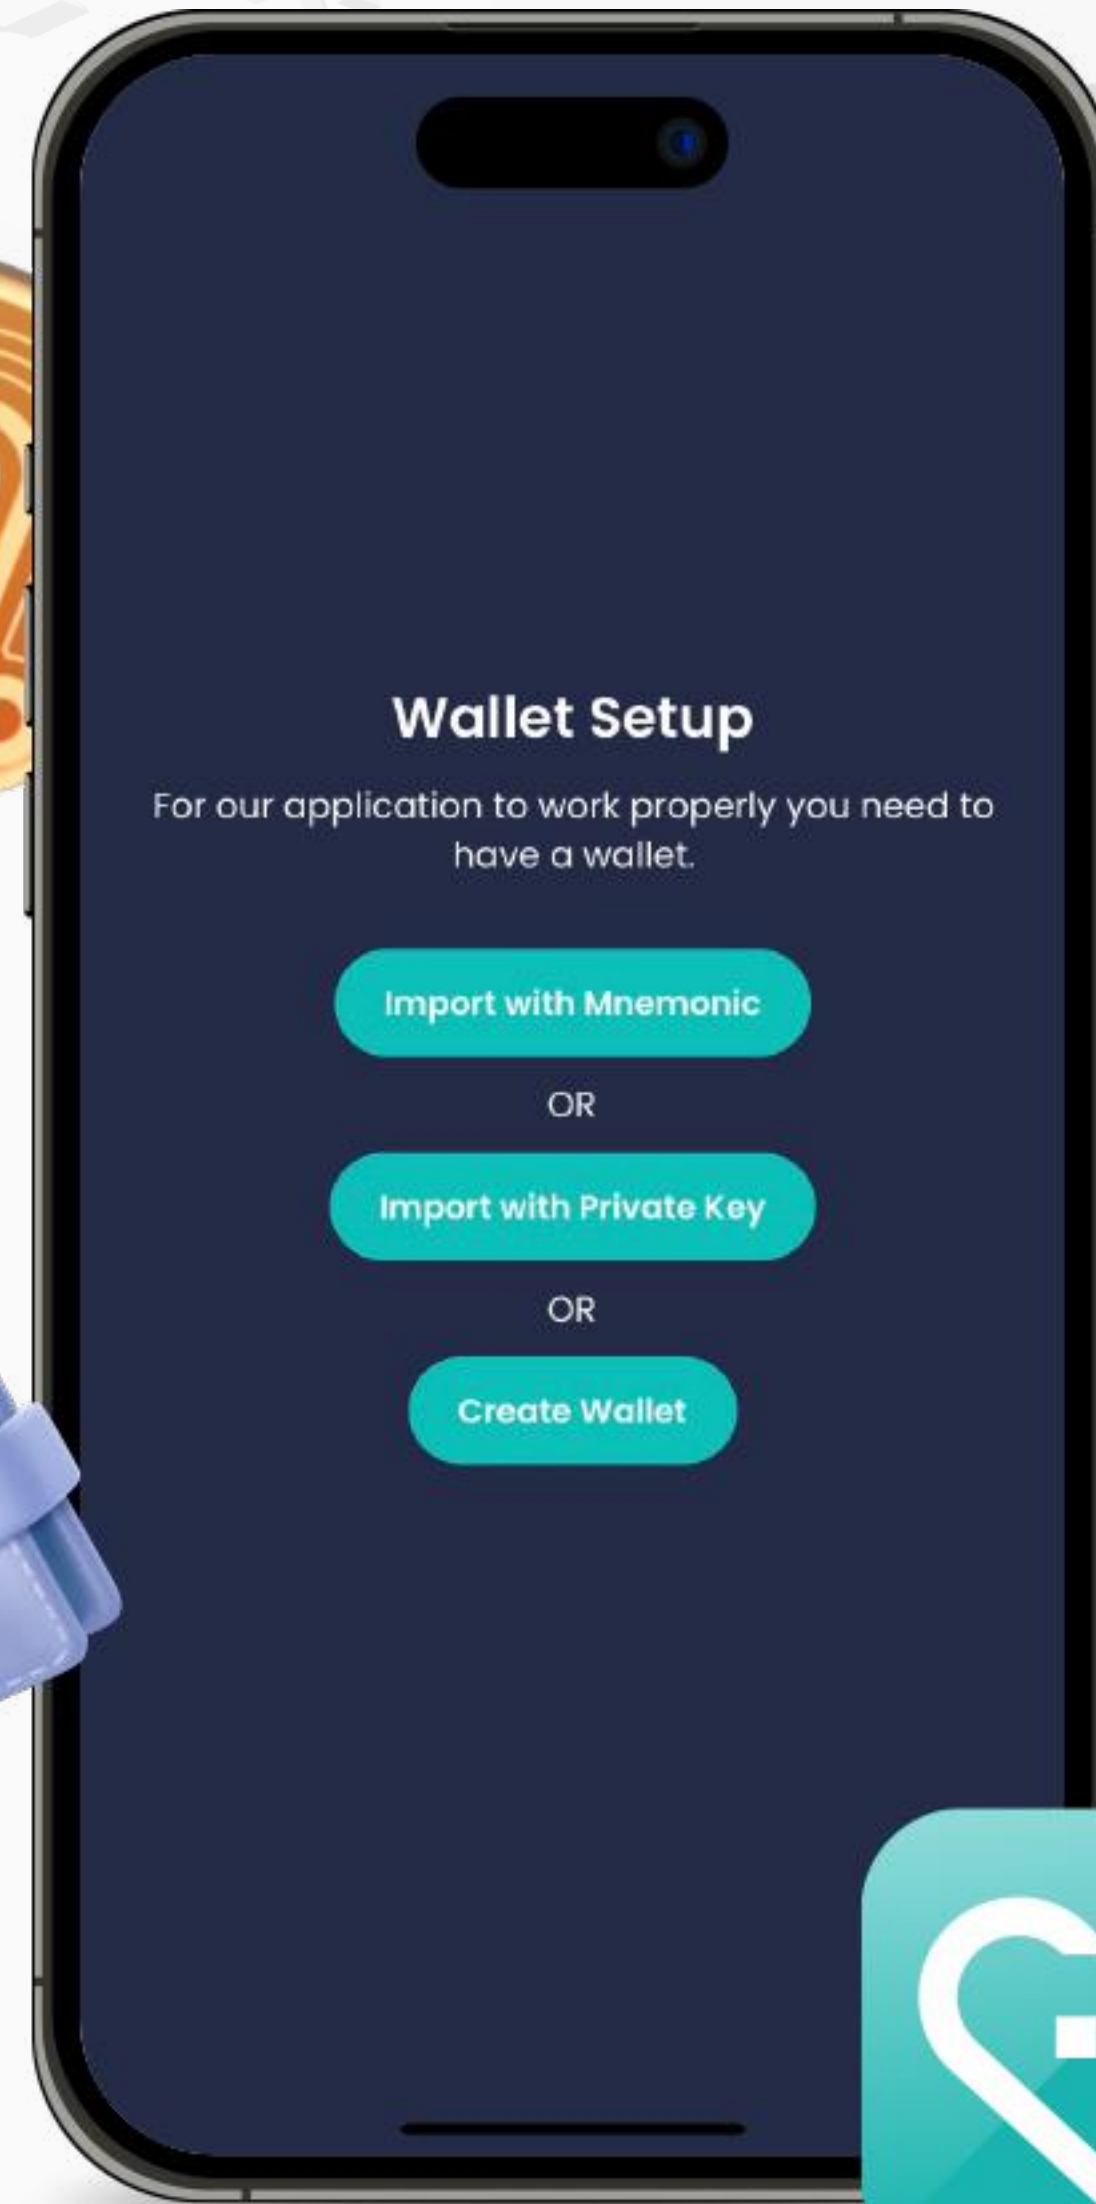 Wallet Setup
For our application to work properly you need to
have a wallet.
Import with Mnemonic
OR
Import with Private Key
OR
Create Wallet